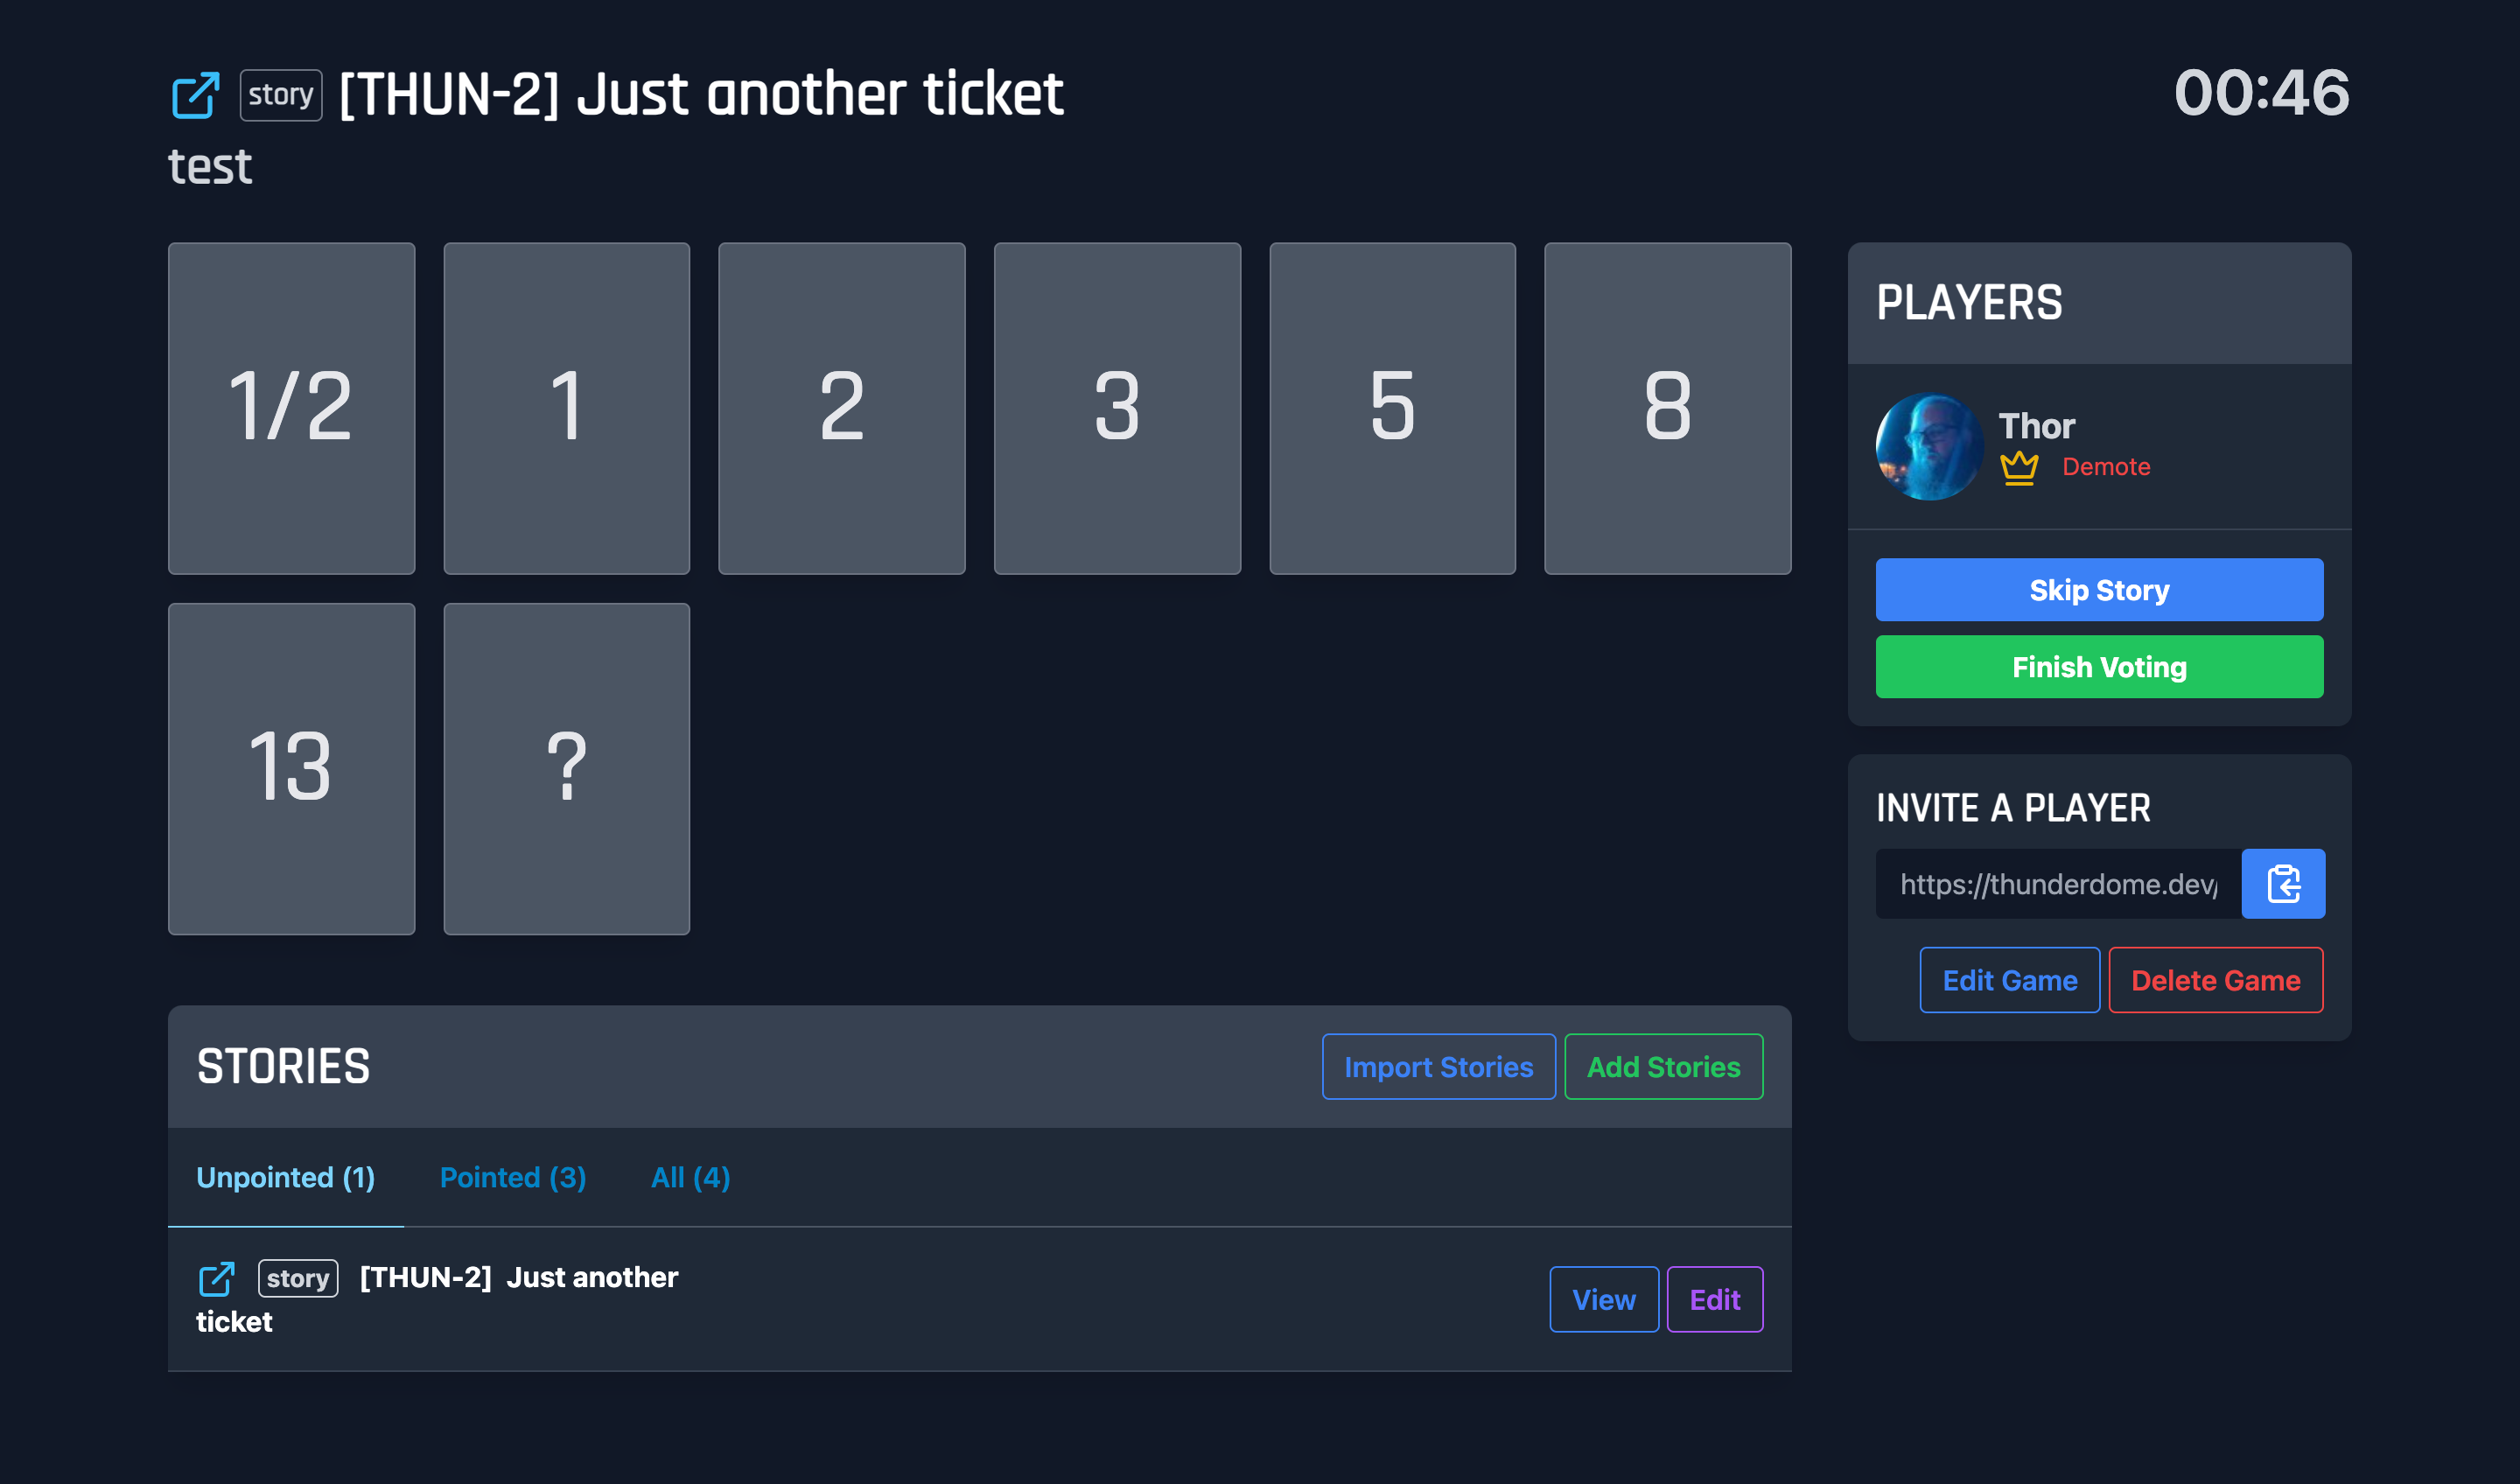 story [THUN-2] Just another ticket
00:46
test
1/2
1
2
3
5
8
13
?
PLAYERS
Thor
Demote
Skip Story
Finish Voting
INVITE A PLAYER
https://thunderdome.dev/
Edit Game
Delete Game
STORIES
Import Stories
Add Stories
Unpointed (1)
Pointed (3)
All (4)
story [THUN-2] Just another
ticket
View
Edit